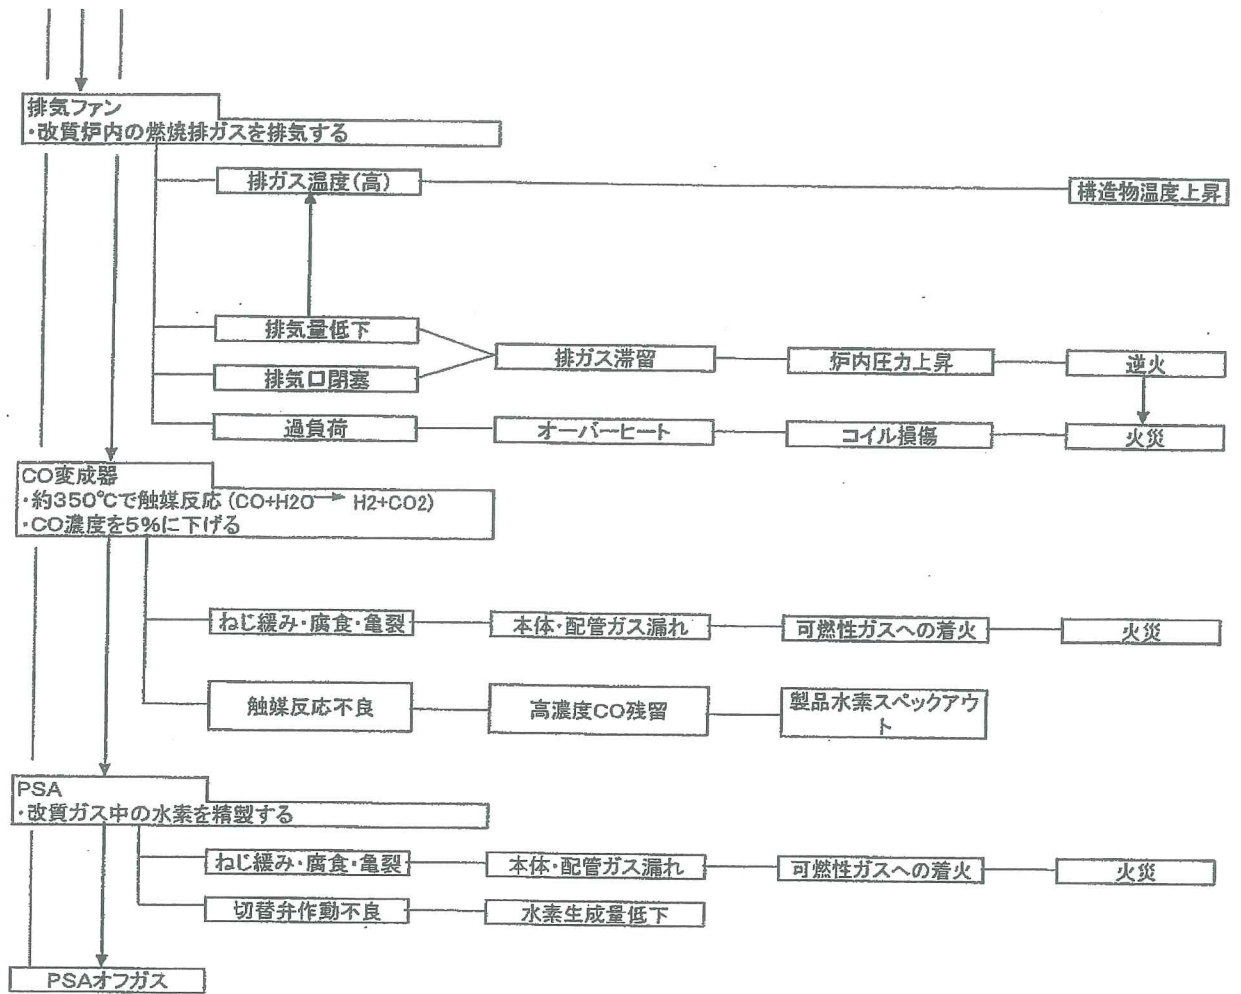 排気ファン
・改質炉内の燃焼排ガスを排気する
排ガス温度(高)
構造物温度上昇
排気量低下
排気口閉塞
排ガス滞留
炉内圧力上昇
逆火
過負荷
オーバーヒート
コイル損傷
火災
CO変成器
・約350℃で触媒反応 (CO+H2O→ H2+CO2)
・CO濃度を5%に下げる
ねじ緩み・腐食・亀裂
本体・配管ガス漏れ
可燃性ガスへの着火
火災
触媒反応不良
高濃度CO残留
製品水素スペックアウ
ト
PSA
・改質ガス中の水素を精製する
ねじ緩み・腐食・亀裂
本体・配管ガス漏れ
可燃性ガスへの着火
火災
切替弁作動不良
水素生成量低下
PSAオフガス